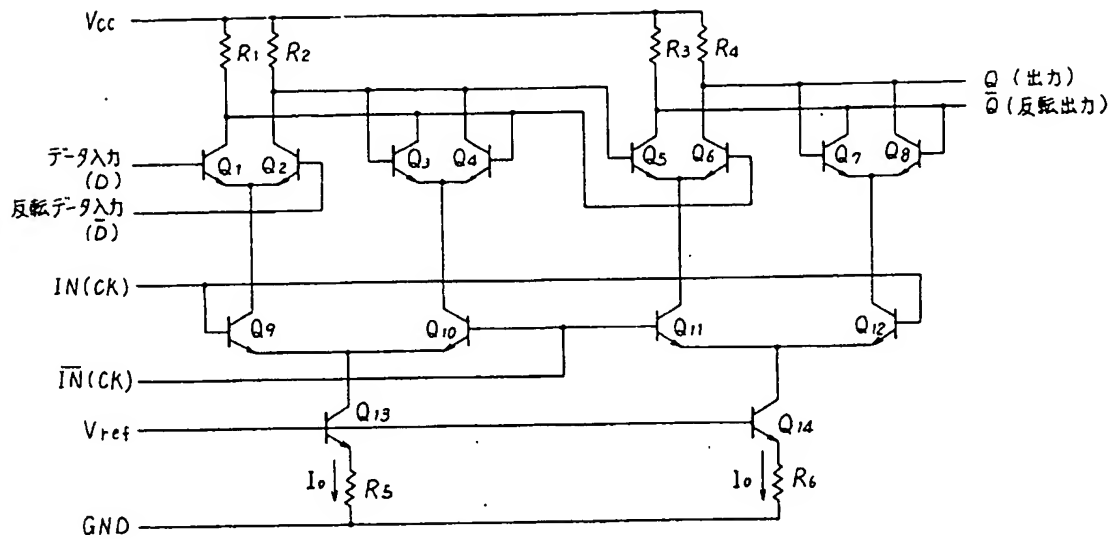 Vcc
R1
R2
R3
R4
Q (出力)
Q̅ (反転出力)
データ入力
(D)
Q1
Q2
Q3
Q4
Q5
Q6
Q7
Q8
反転データ入力
(D̅)
IN(CK)
Q9
Q10
Q11
Q12
I̅N̅(CK)
Q13
Vref
Q14
Io
R5
Io
R6
GND